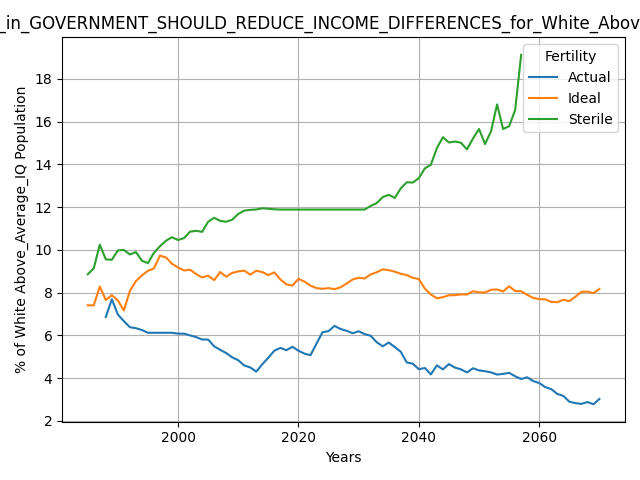 _in_GOVERNMENT_SHOULD_REDUCE_INCOME_DIFFERENCES_for_White_Abov
Fertility
Actual
Ideal
Sterile
% of White Above_Average_IQ Population
18
16
14
12
10
8
6
4
2
2000
2020
2040
2060
Years